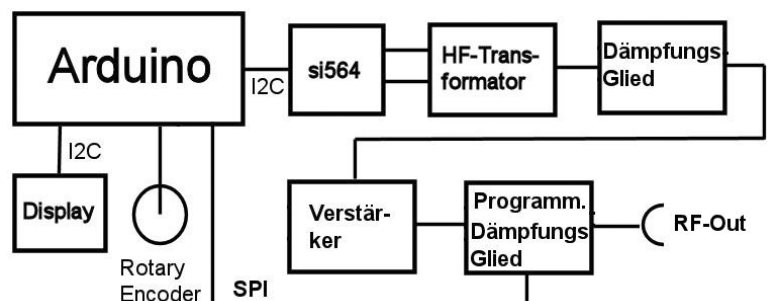 Arduino
I2C
si564
HF-Trans-
formator
Dämpfungs-
Glied
I2C
Display
Rotary
Encoder
SPI
Verstär-
ker
Programm.
Dämpfungs
Glied
RF-Out